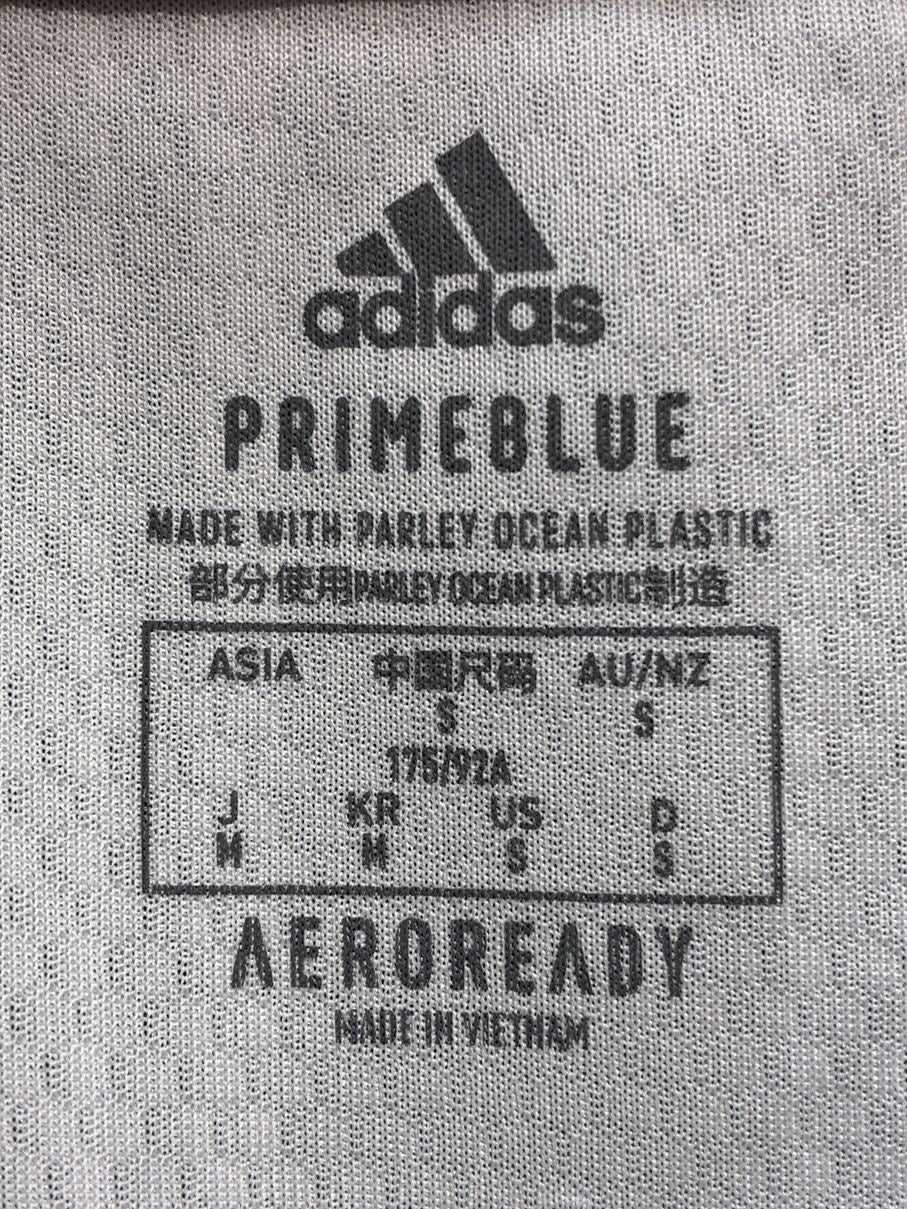 adidas
PRIMEBLUE
MADE WITH PARLEY OCEAN PLASTIC
部分使用PARLEY OCEAN PLASTIC制造
ASIA 中國尺码 AU/NZ
S S
175/92A
J KR US D
M M S S
AEROREADY
MADE IN VIETNAM